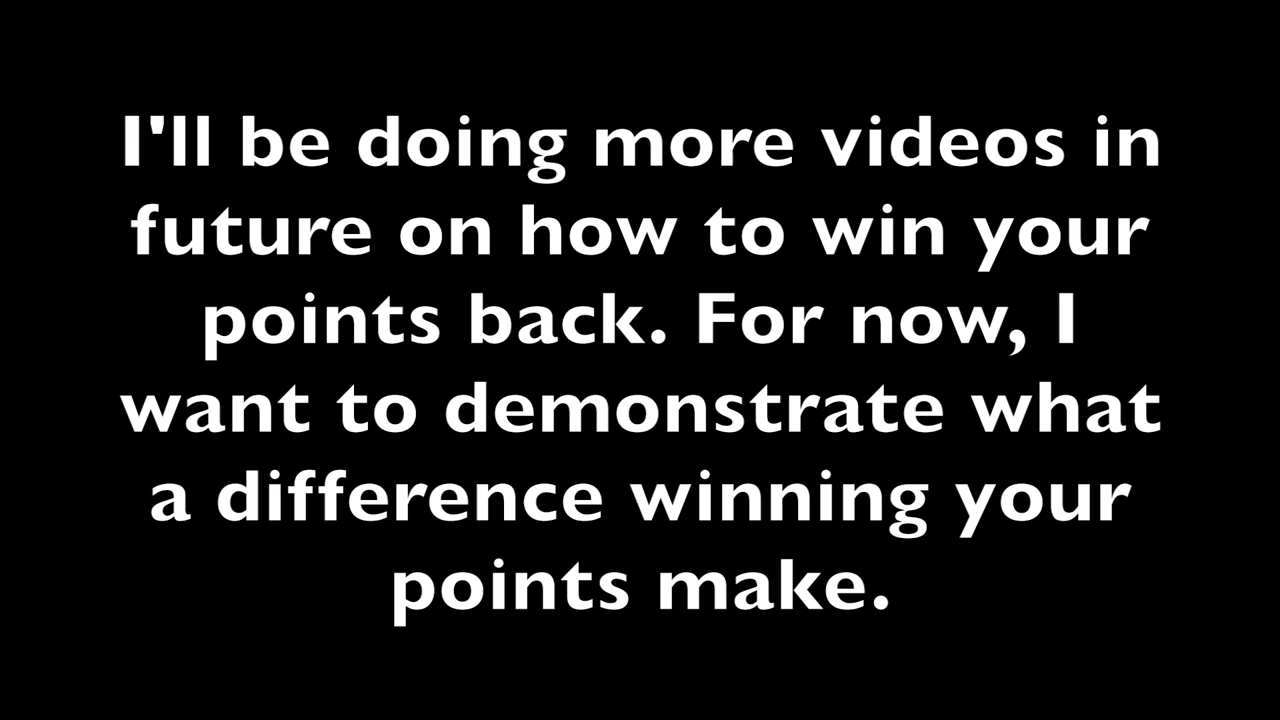 I'll be doing more videos in
future on how to win your
points back. For now, I
want to demonstrate what
a difference winning your
points make.